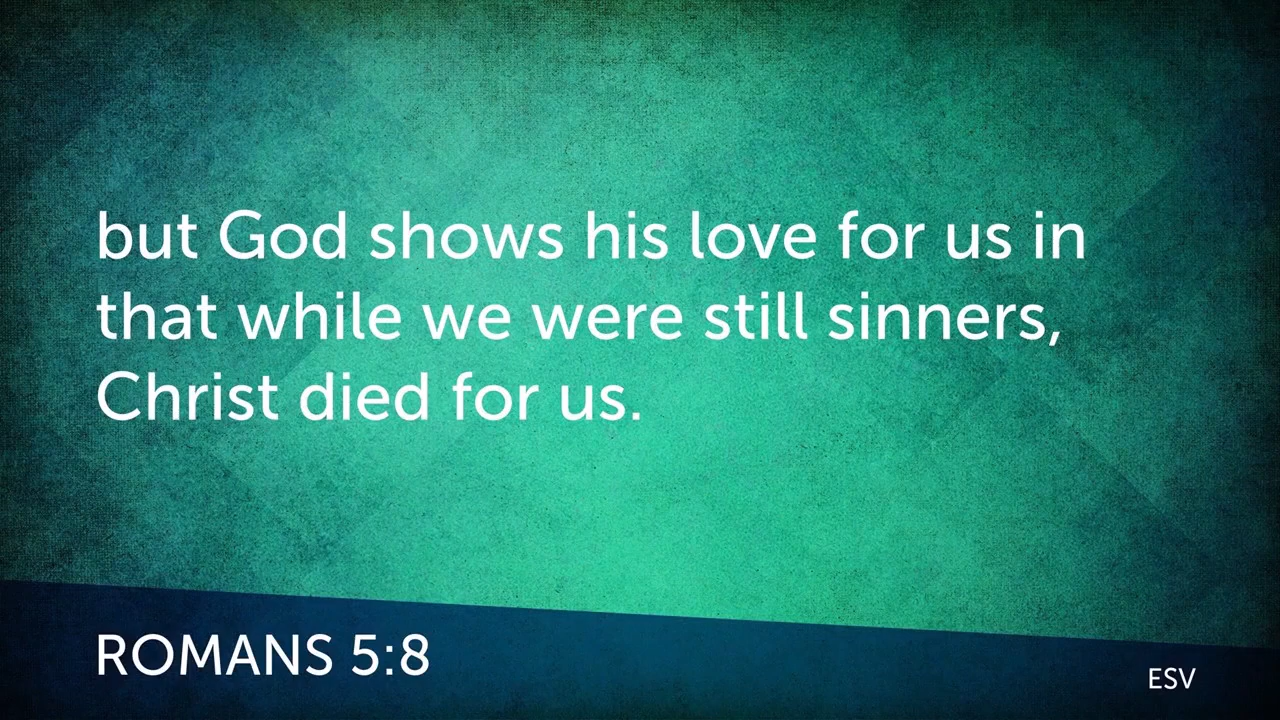 but God shows his love for us in
that while we were still sinners,
Christ died for us.
ROMANS 5:8
ESV